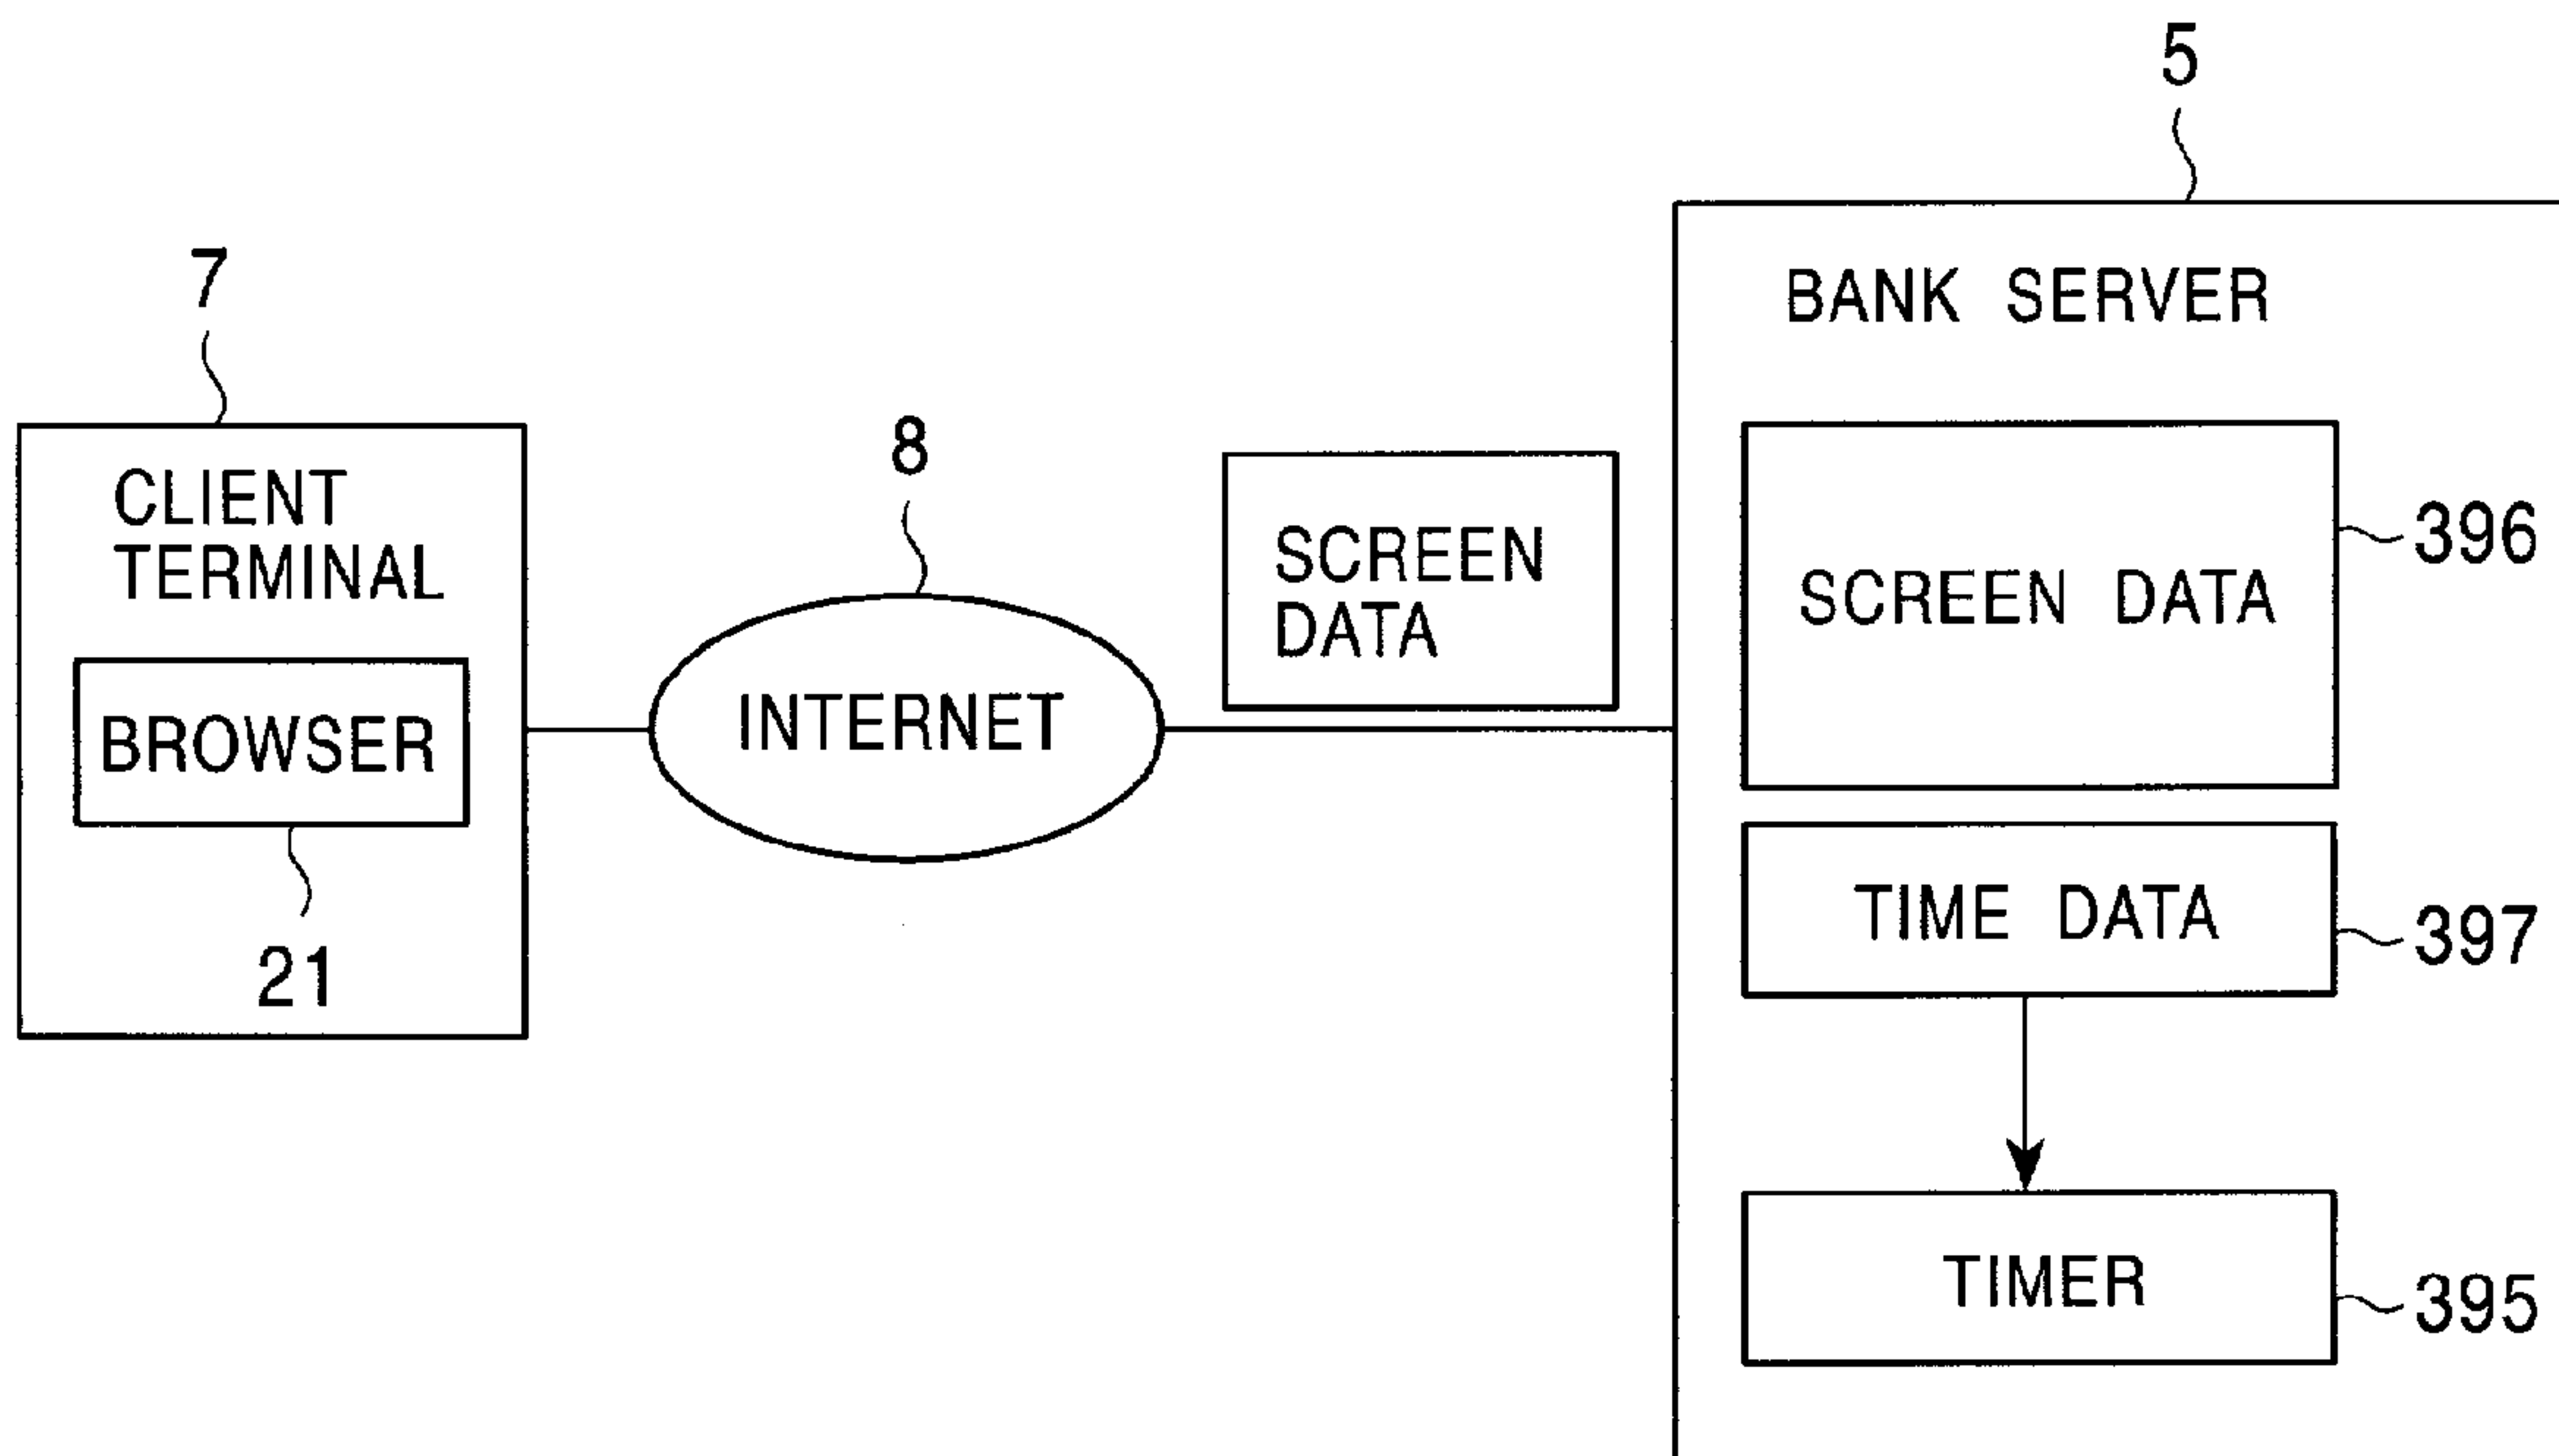 5
7
BANK SERVER
8
CLIENT
TERMINAL
SCREEN
DATA
396
SCREEN DATA
BROWSER
INTERNET
21
TIME DATA
397
TIMER
395